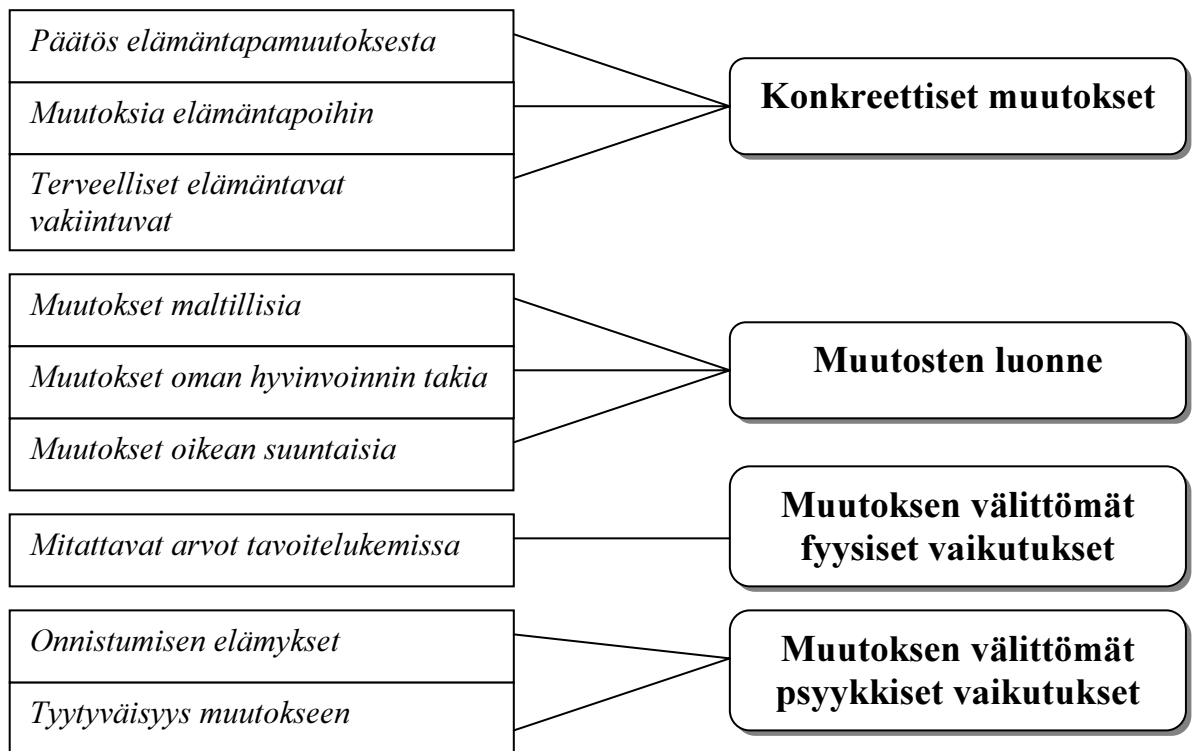 Päätös elämäntapamuutoksesta
Muutoksia elämäntapoihin
Terveelliset elämäntavat
vakiintuvat
Konkreettiset muutokset
Muutokset maltillisia
Muutokset oman hyvinvoinnin takia
Muutokset oikean suuntaisia
Muutosten luonne
Mitattavat arvot tavoitelukemissa
Muutoksen välittömät
fyysiset vaikutukset
Onnistumisen elämykset
Tyytyväisyys muutokseen
Muutoksen välittömät
psyykkiset vaikutukset